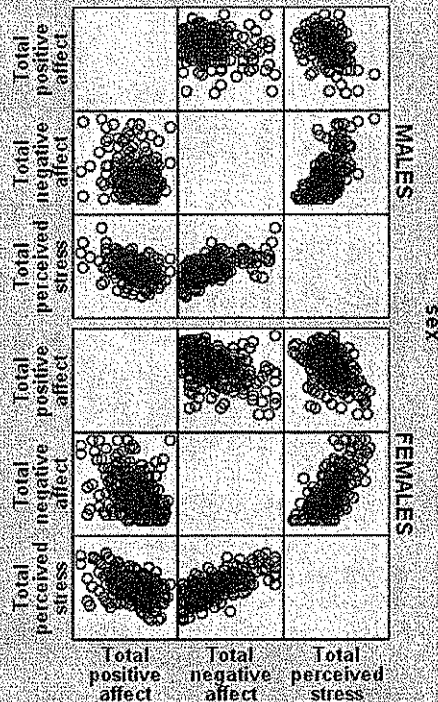 Total
positive
affect
Total
negative
affect
Total
perceived
stress
MALES
Total
positive
affect
Total
negative
affect
Total
perceived
stress
FEMALES
sex
Total
positive
affect
Total
negative
affect
Total
perceived
stress